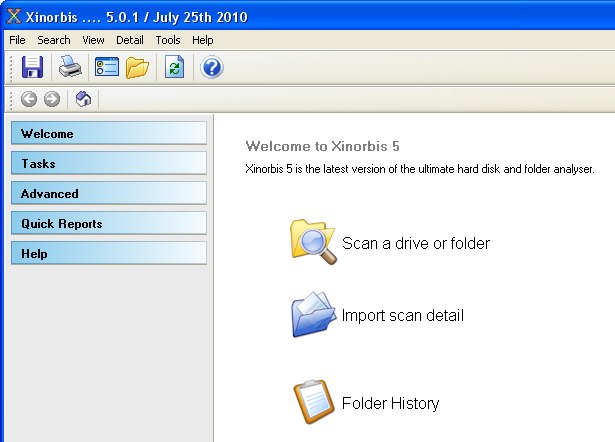 Xinorbis .... 5.0.1 / July 25th 2010
File Search View Detail Tools Help
Welcome
Tasks
Advanced
Quick Reports
Help
Welcome to Xinorbis 5
Xinorbis 5 is the latest version of the ultimate hard disk and folder analyser.
Scan a drive or folder
Import scan detail
Folder History